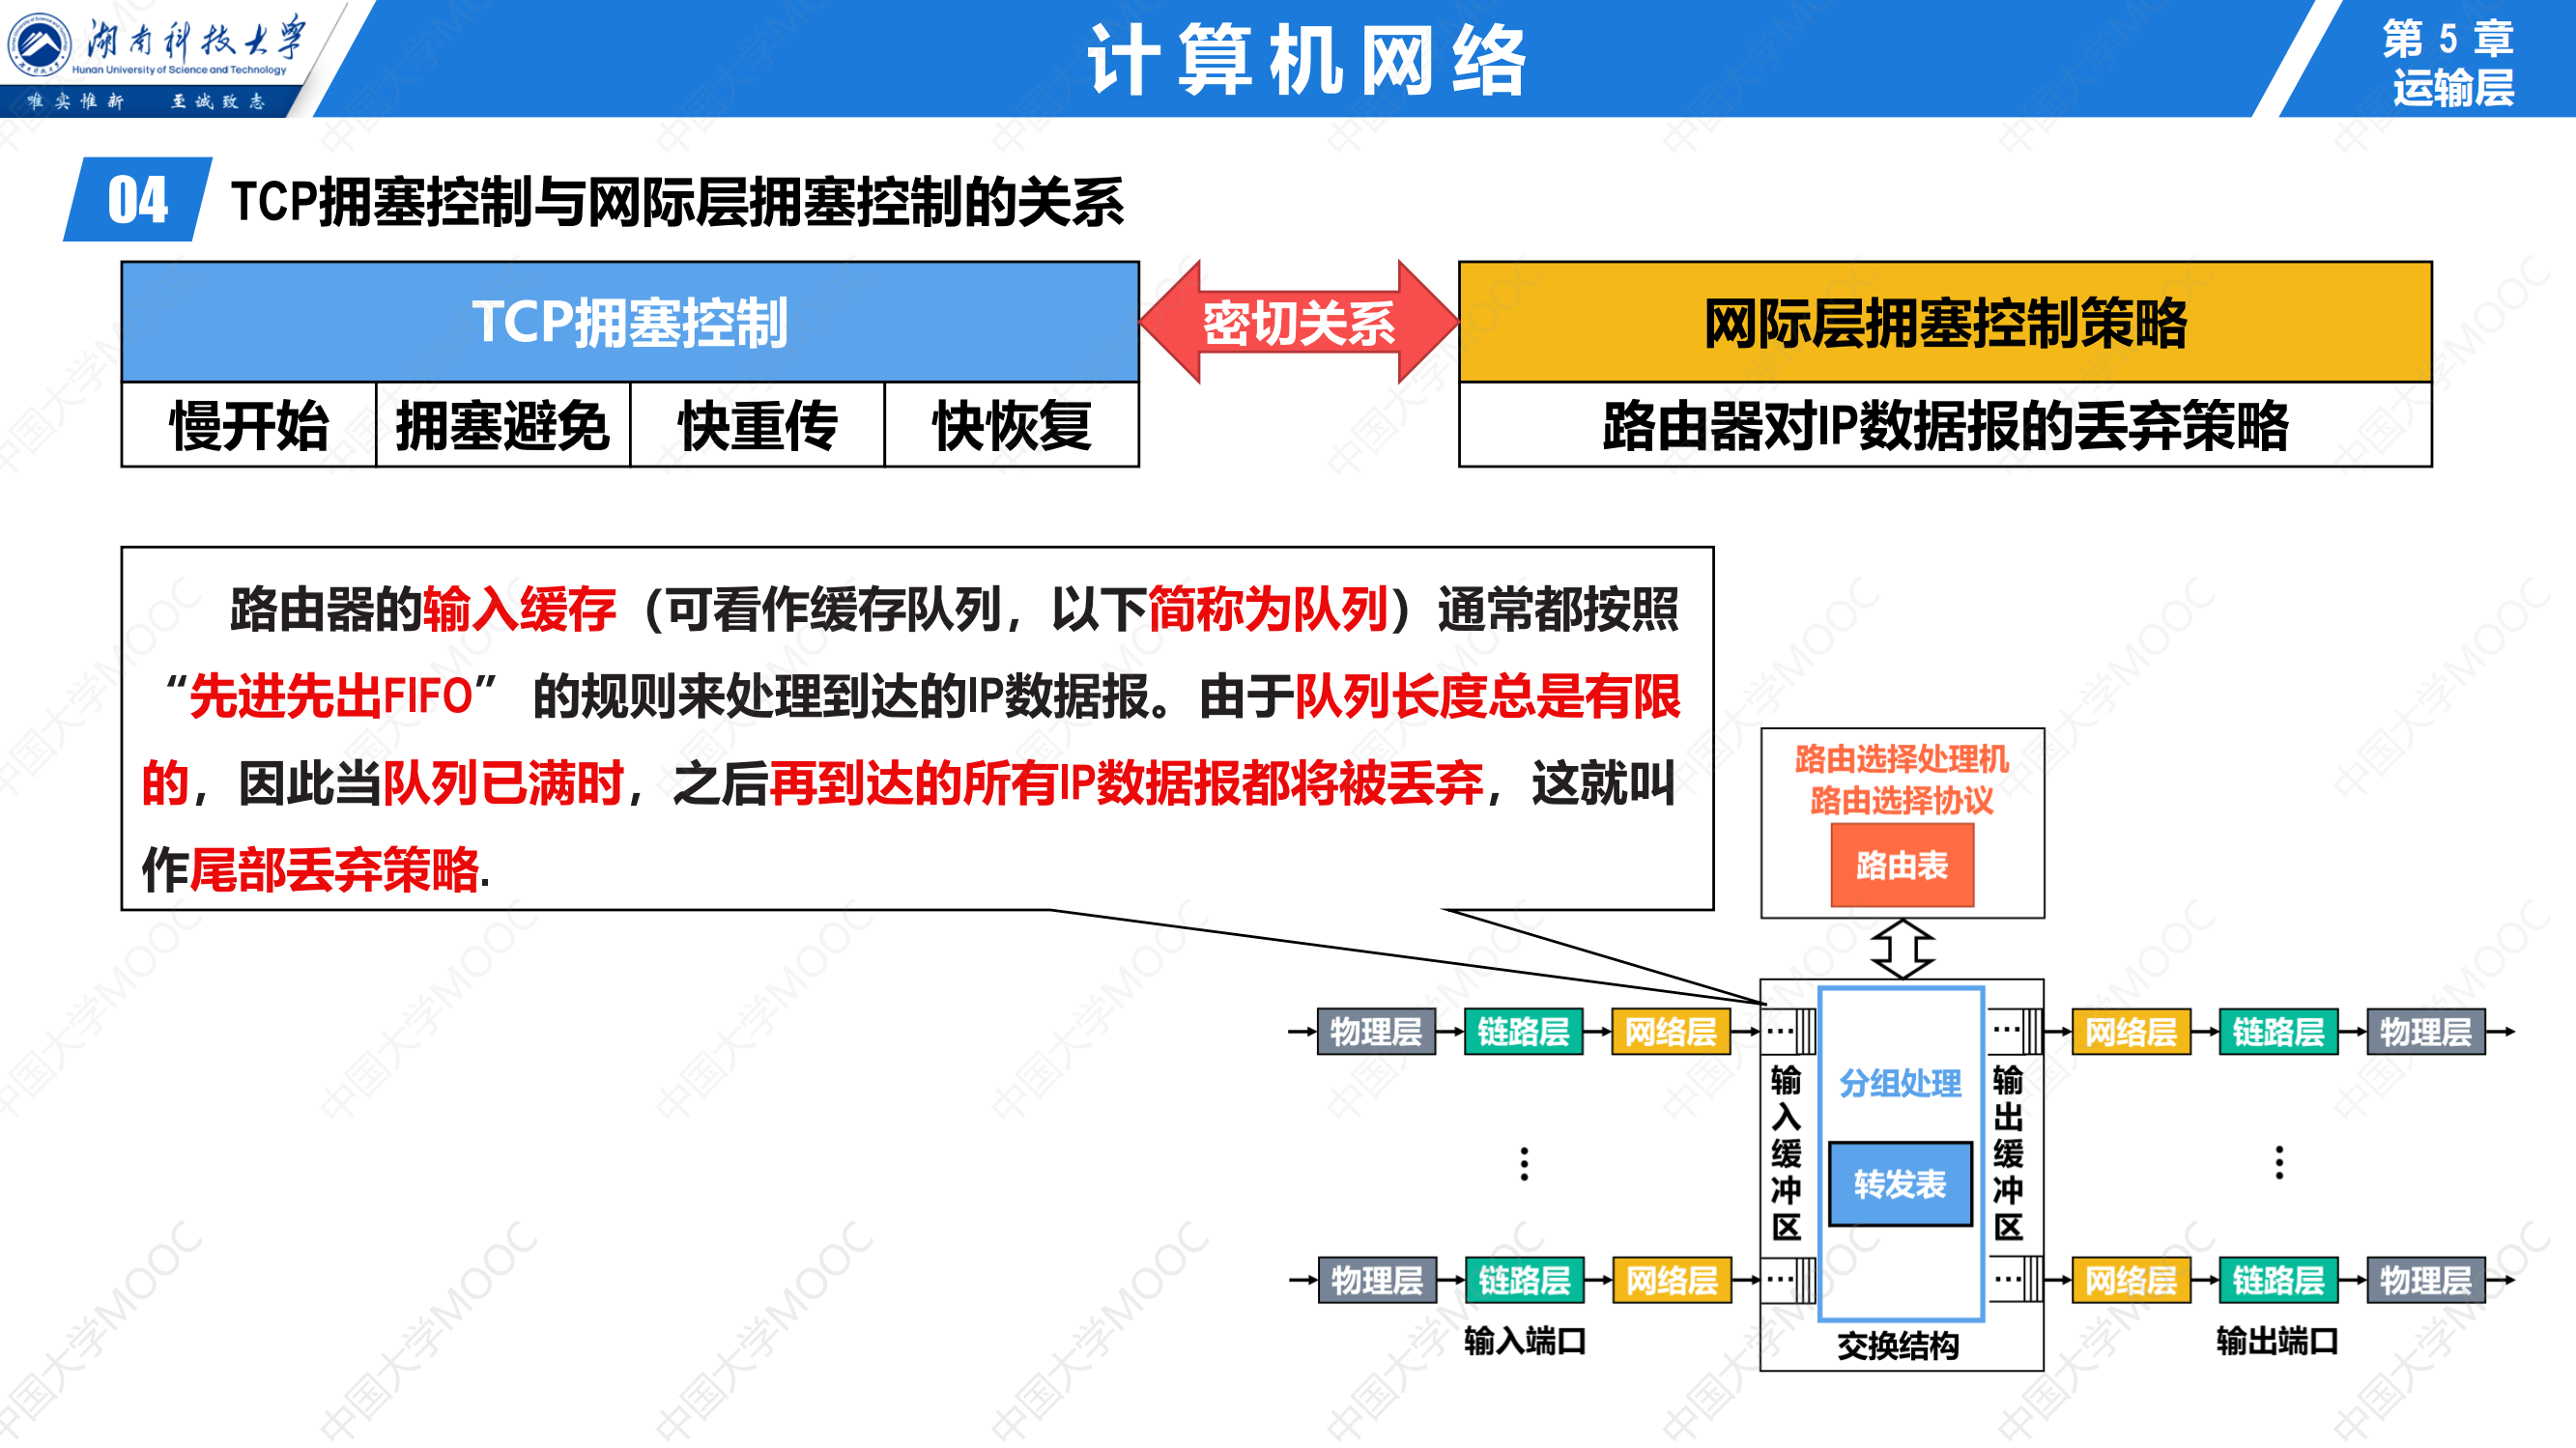 湖南科技大学
Hunan University of Science and Technology
唯实惟新 至诚致志
计算机网络
第 5 章
运输层
04 TCP拥塞控制与网际层拥塞控制的关系
TCP拥塞控制
密切关系
网际层拥塞控制策略
慢开始 拥塞避免 快重传 快恢复
路由器对IP数据报的丢弃策略
路由器的输入缓存（可看作缓存队列，以下简称为队列）通常都按照
“先进先出FIFO” 的规则来处理到达的IP数据报。由于队列长度总是有限
的，因此当队列已满时，之后再到达的所有IP数据报都将被丢弃，这就叫
作尾部丢弃策略.
路由选择处理机
路由选择协议
路由表
物理层 链路层 网络层 … … 网络层 链路层 物理层
输入缓冲区
分组处理
转发表
输出缓冲区
物理层 链路层 网络层 … … 网络层 链路层 物理层
输入端口
交换结构
输出端口
中国大学MOOC